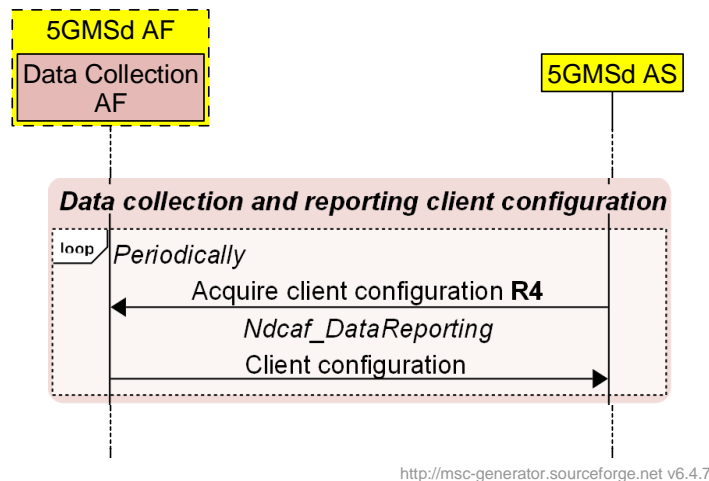 5GMSd AF
Data Collection
AF
5GMSd AS
Data collection and reporting client configuration
loop
Periodically
Acquire client configuration R4
Ndcaf_DataReporting
Client configuration
http://msc-generator.sourceforge.net v6.4.7